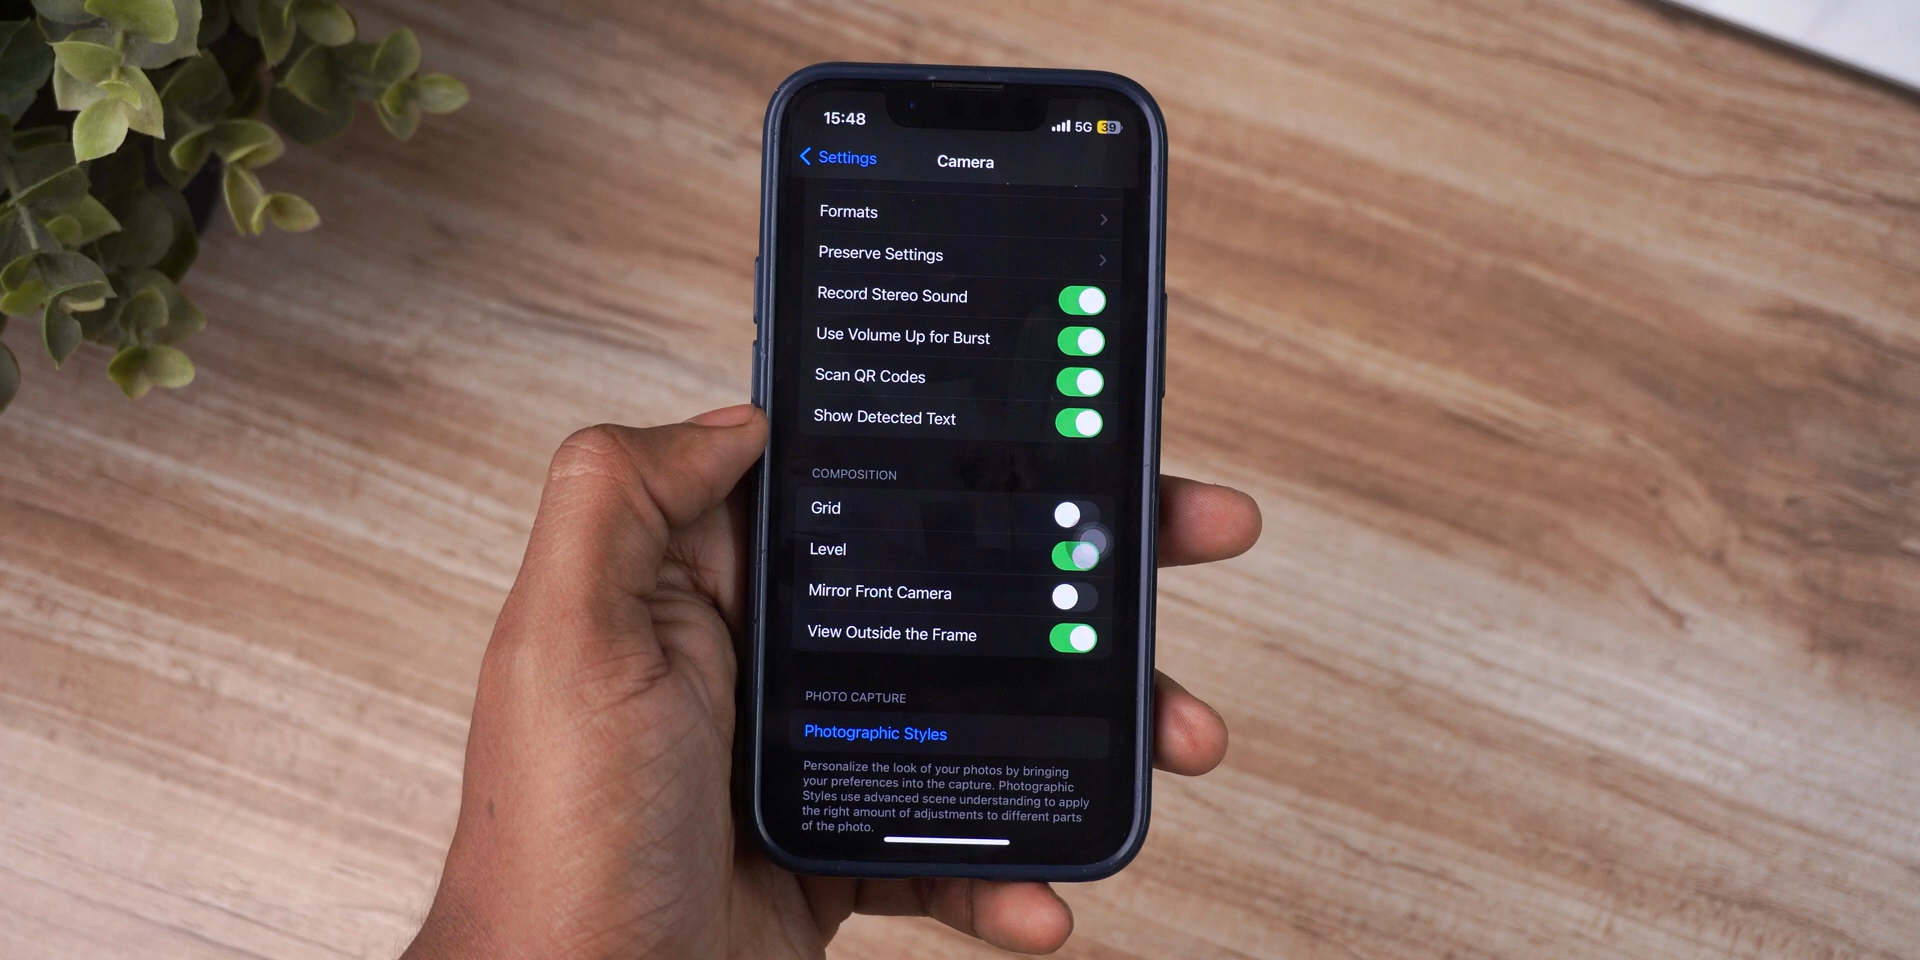 15:48
5G 39
Settings
Camera
Formats
Preserve Settings
Record Stereo Sound
Use Volume Up for Burst
Scan QR Codes
Show Detected Text
COMPOSITION
Grid
Level
Mirror Front Camera
View Outside the Frame
PHOTO CAPTURE
Photographic Styles
Personalize the look of your photos by bringing
your preferences into the capture. Photographic
Styles use advanced scene understanding to apply
the right amount of adjustments to different parts
of the photo.